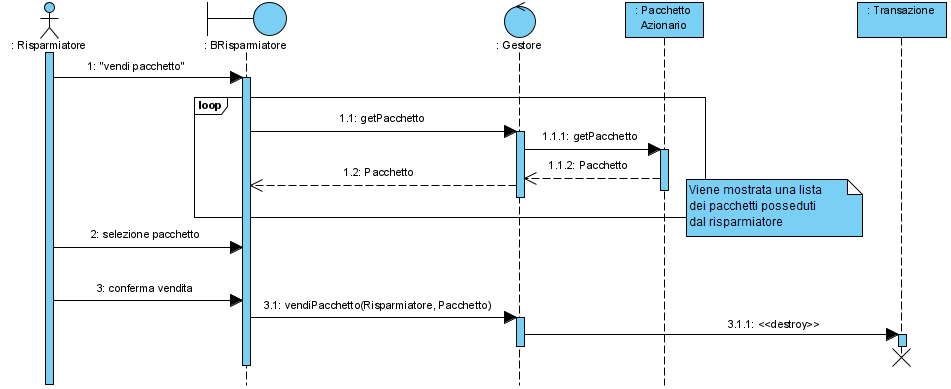 : Risparmiatore
: BRisparmiatore
: Gestore
: Pacchetto
Azionario
: Transazione
1: "vendi pacchetto"
loop
1.1: getPacchetto
1.1.1: getPacchetto
1.1.2: Pacchetto
1.2: Pacchetto
Viene mostrata una lista
dei pacchetti posseduti
dal risparmiatore
2: selezione pacchetto
3: conferma vendita
3.1: vendiPacchetto(Risparmiatore, Pacchetto)
3.1.1: <<destroy>>